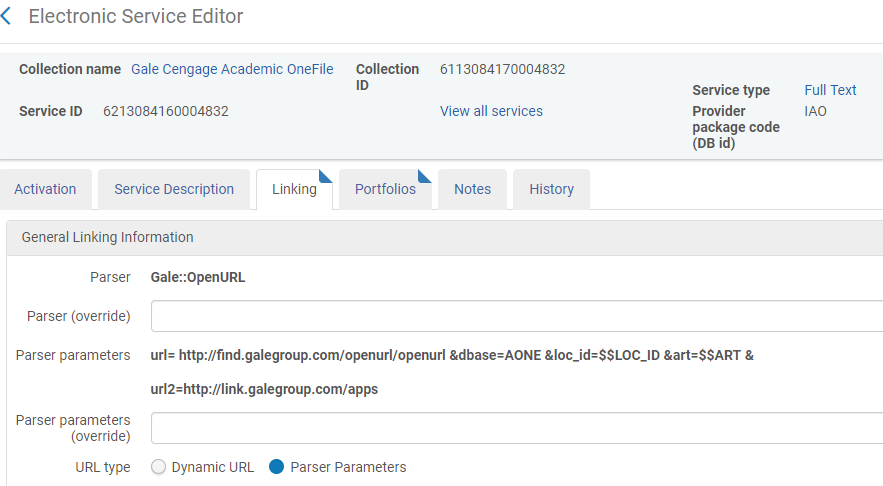 Electronic Service Editor
Collection name Gale Cengage Academic OneFile Collection ID 6113084170004832
Service type Full Text
Service ID 6213084160004832 View all services
Provider package code (DB id) IAO
Activation Service Description Linking Portfolios Notes History
General Linking Information
Parser Gale::OpenURL
Parser (override)
Parser parameters url= http://find.galegroup.com/openurl/openurl &dbase=AONE &loc_id=$$LOC_ID &art=$$ART &
url2=http://link.galegroup.com/apps
Parser parameters
(override)
URL type Dynamic URL Parser Parameters